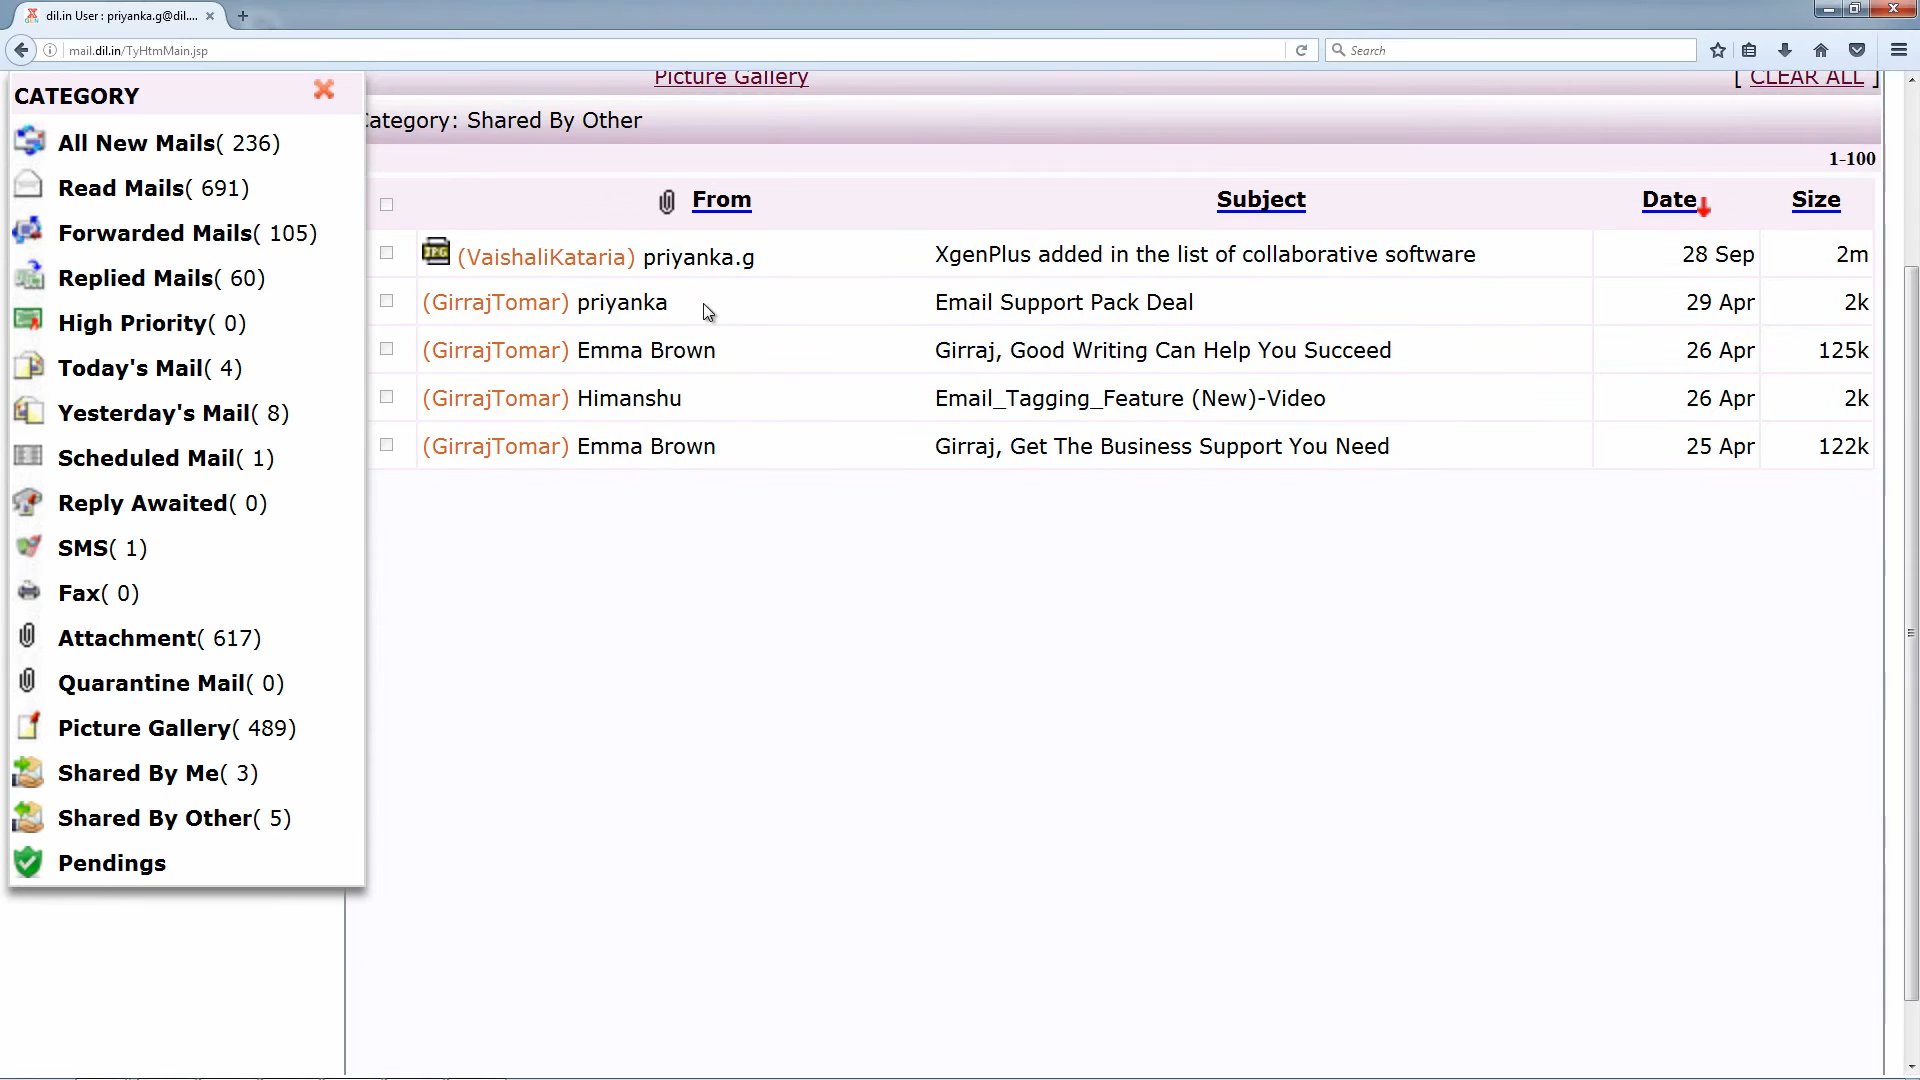 dil.in User : priyanka.g@dil....
mail.dil.in/TyHtmMain.jsp
Search
CATEGORY
All New Mails( 236)
Read Mails( 691)
Forwarded Mails( 105)
Replied Mails( 60)
High Priority( 0)
Today's Mail( 4)
Yesterday's Mail( 8)
Scheduled Mail( 1)
Reply Awaited( 0)
SMS( 1)
Fax( 0)
Attachment( 617)
Quarantine Mail( 0)
Picture Gallery( 489)
Shared By Me( 3)
Shared By Other( 5)
Pendings
Picture Gallery [ CLEAR ALL ]
ategory: Shared By Other
1-100
From Subject Date Size
JPG (VaishaliKataria) priyanka.g XgenPlus added in the list of collaborative software 28 Sep 2m
(GirrajTomar) priyanka Email Support Pack Deal 29 Apr 2k
(GirrajTomar) Emma Brown Girraj, Good Writing Can Help You Succeed 26 Apr 125k
(GirrajTomar) Himanshu Email_Tagging_Feature (New)-Video 26 Apr 2k
(GirrajTomar) Emma Brown Girraj, Get The Business Support You Need 25 Apr 122k